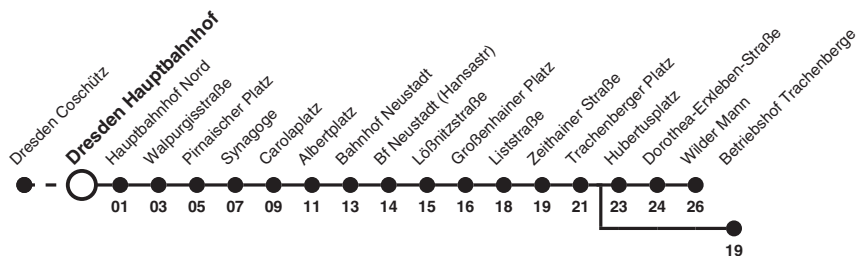 Dresden Coschütz
Dresden Hauptbahnhof
Hauptbahnhof Nord
Walpurgisstraße
Pirnaischer Platz
Synagoge
Carolaplatz
Albertplatz
Bahnhof Neustadt
Bf Neustadt (Hansastr)
Lößnitzstraße
Großenhainer Platz
Liststraße
Zeithainer Straße
Trachenberger Platz
Hubertusplatz
Dorothea-Erxleben-Straße
Wilder Mann
Betriebshof Trachenberge
01 03 05 07 09 11 13 14 15 16 18 19 21 23 24 26
19